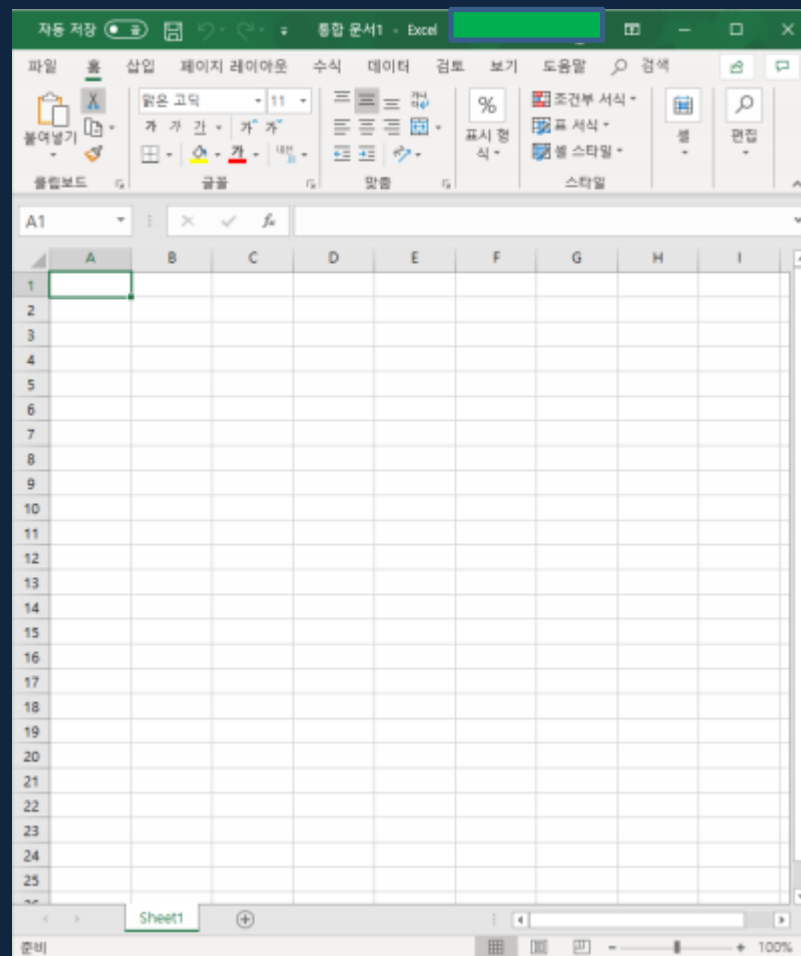 자동 저장 통합 문서1 - Excel
파일 홈 삽입 페이지 레이아웃 수식 데이터 검토 보기 도움말 검색
붙여넣기
맑은 고딕 11
가 가 가 가 가
가
%
표시 형
식
조건부 서식
표 서식
셀 스타일
셀
편집
클립보드 글꼴 맞춤 스타일
A1 fx
A B C D E F G H I
1
2
3
4
5
6
7
8
9
10
11
12
13
14
15
16
17
18
19
20
21
22
23
24
25
Sheet1
준비 100%